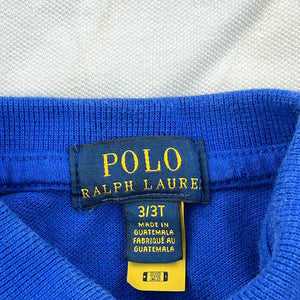 POLO
RALPH LAURE
3/3T
MADE IN
GUATEMALA
FABRIQUÉ AU
GUATEMALA